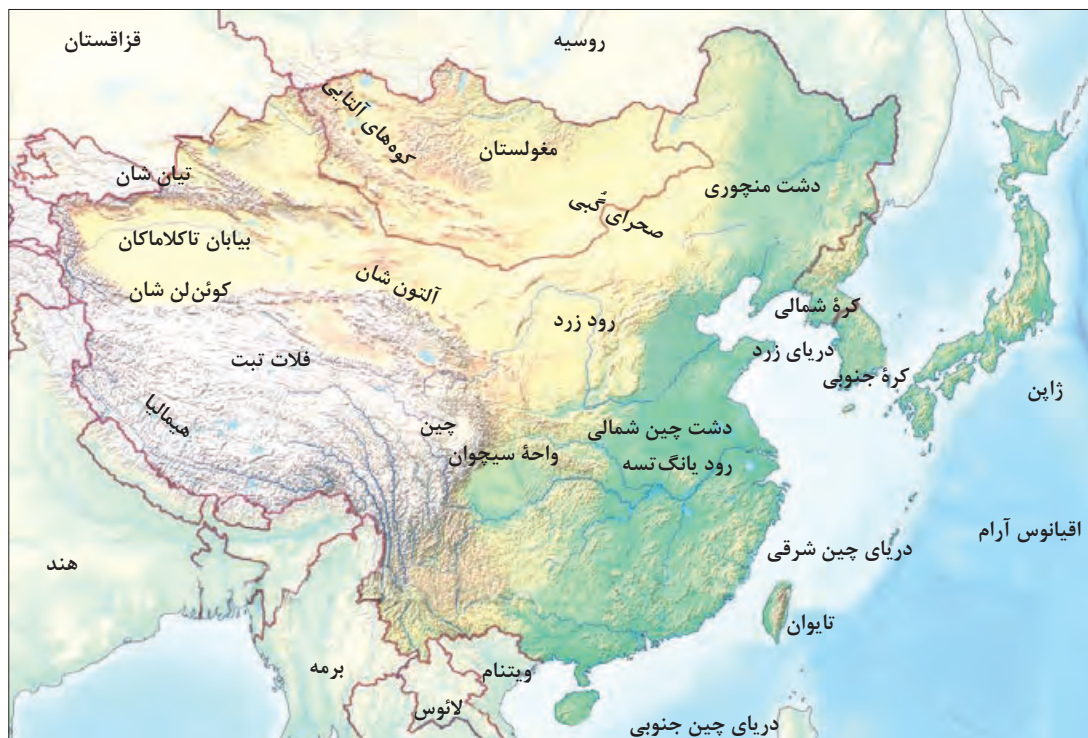 قزاقستان
روسیه
کوه‌های آلتایی
مغولستان
تیان شان
دشت منچوری
صحرای گُبی
بیابان تاکلاماکان
آلتون شان
کوئن‌لن شان
رود زرد
کرهٔ شمالی
دریای زرد
فلات تبت
کرهٔ جنوبی
ژاپن
هیمالیا
چین
دشت چین شمالی
واحهٔ سیچوان
رود یانگ‌تسه
اقیانوس آرام
دریای چین شرقی
هند
تایوان
برمه
ویتنام
لائوس
دریای چین جنوبی